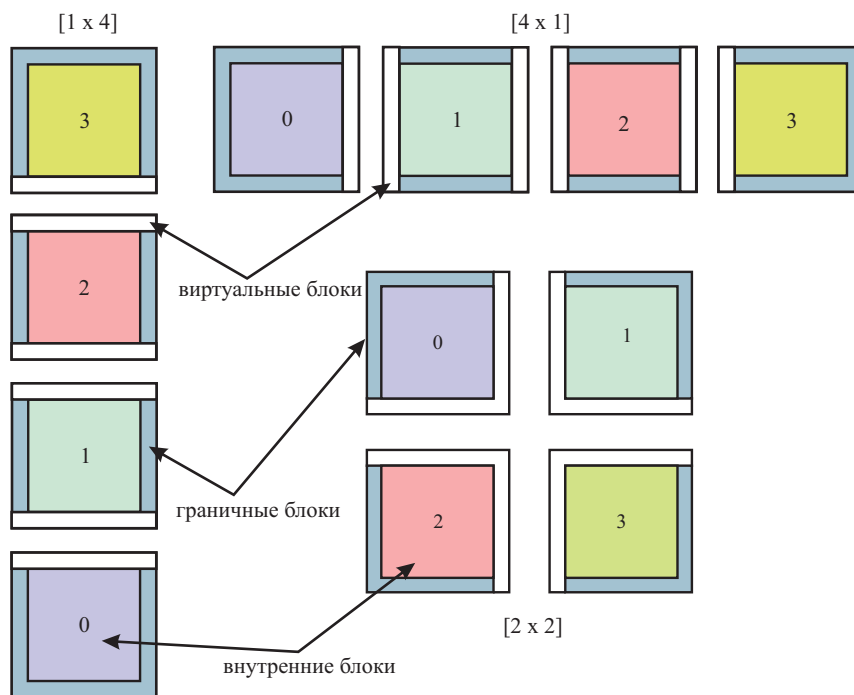 [1 x 4]
[4 x 1]
3
0
1
2
3
2
виртуальные блоки
0
1
1
граничные блоки
2
3
0
[2 x 2]
внутренние блоки